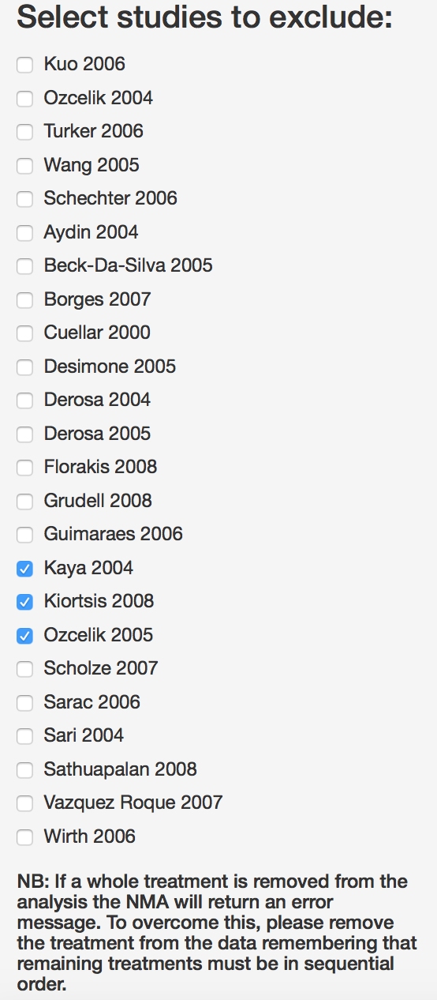 Select studies to exclude:
Kuo 2006
Ozcelik 2004
Turker 2006
Wang 2005
Schechter 2006
Aydin 2004
Beck-Da-Silva 2005
Borges 2007
Cuellar 2000
Desimone 2005
Derosa 2004
Derosa 2005
Florakis 2008
Grudell 2008
Guimaraes 2006
Kaya 2004
Kiortsis 2008
Ozcelik 2005
Scholze 2007
Sarac 2006
Sari 2004
Sathuapalan 2008
Vazquez Roque 2007
Wirth 2006
NB: If a whole treatment is removed from the
analysis the NMA will return an error
message. To overcome this, please remove
the treatment from the data remembering that
remaining treatments must be in sequential
order.